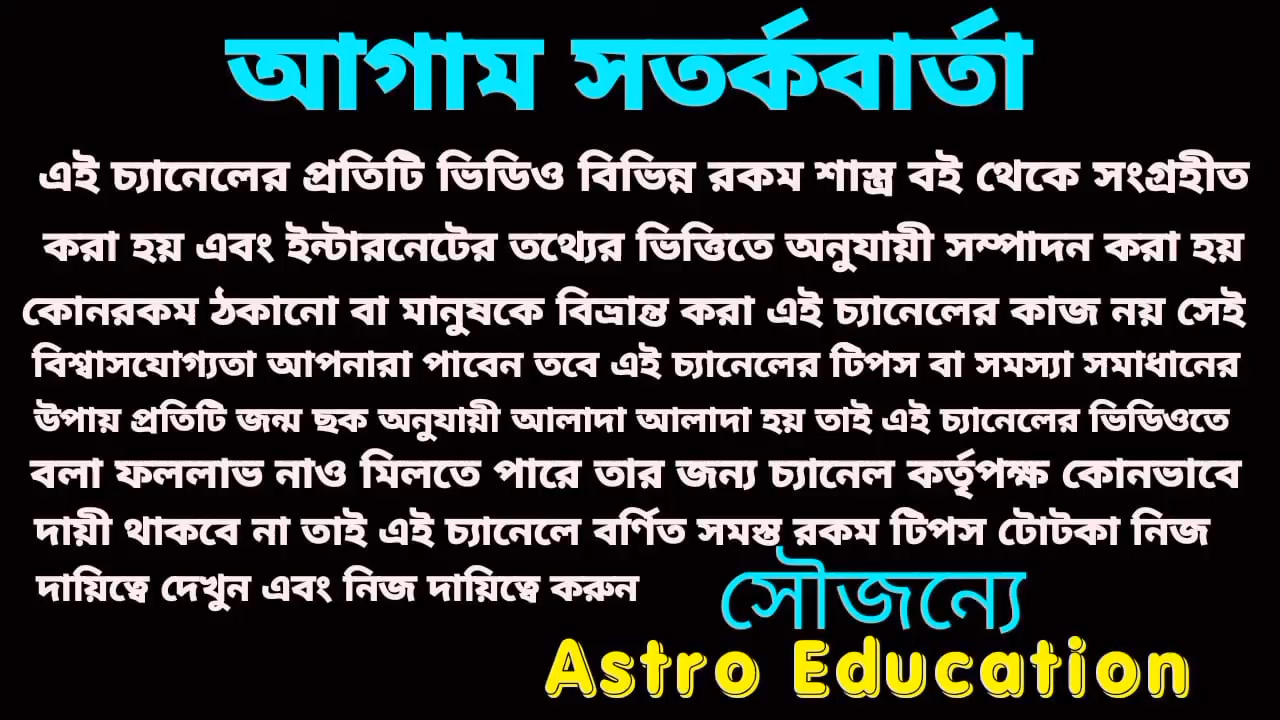 আগাম সতর্কবার্তা
এই চ্যানেলের প্রতিটি ভিডিও বিভিন্ন রকম শাস্ত্র বই থেকে সংগ্রহীত
করা হয় এবং ইন্টারনেটের তথ্যের ভিত্তিতে অনুযায়ী সম্পাদন করা হয়
কোনরকম ঠকানো বা মানুষকে বিভ্রান্ত করা এই চ্যানেলের কাজ নয় সেই
বিশ্বাসযোগ্যতা আপনারা পাবেন তবে এই চ্যানেলের টিপস বা সমস্যা সমাধানের
উপায় প্রতিটি জন্ম ছক অনুযায়ী আলাদা আলাদা হয় তাই এই চ্যানেলের ভিডিওতে
বলা ফললাভ নাও মিলতে পারে তার জন্য চ্যানেল কর্তৃপক্ষ কোনভাবে
দায়ী থাকবে না তাই এই চ্যানেলে বর্ণিত সমস্ত রকম টিপস টোটকা নিজ
দায়িত্বে দেখুন এবং নিজ দায়িত্বে করুন
সৌজন্যে
Astro Education